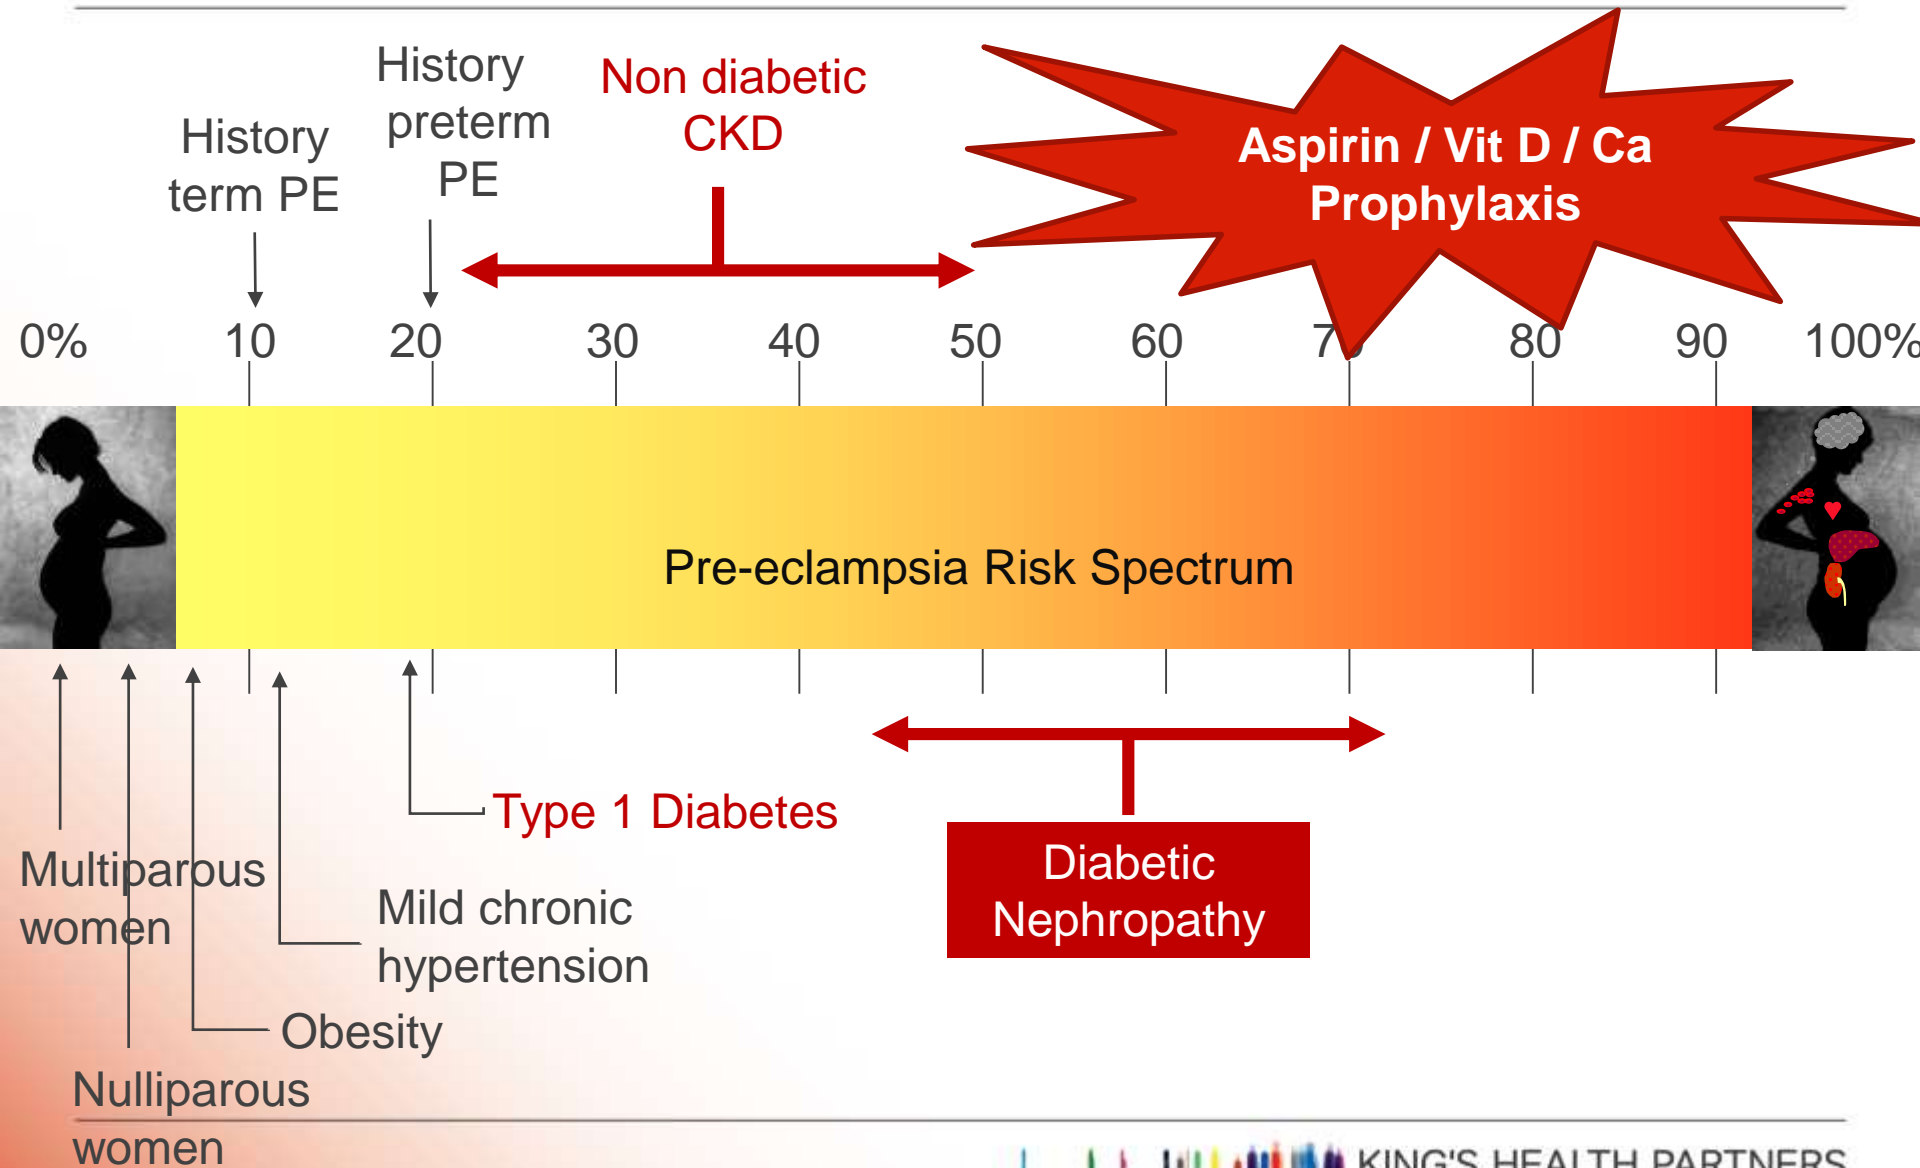 History
term PE
History
preterm
PE
Non diabetic
CKD
Aspirin / Vit D / Ca
Prophylaxis
0%
10
20
30
40
50
60
80
90
100%
Pre-eclampsia Risk Spectrum
Type 1 Diabetes
Multiparous
women
Mild chronic
hypertension
Diabetic
Nephropathy
Obesity
Nulliparous
women
KING'S HEALTH PARTNERS